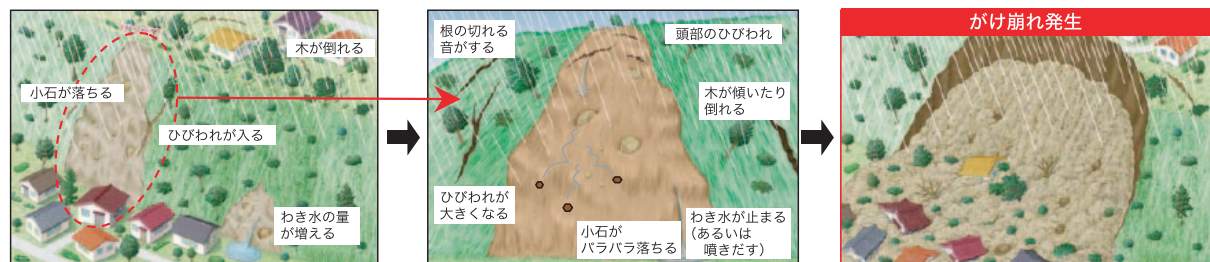 木が倒れる
小石が落ちる
ひびわれが入る
わき水の量
が増える
根の切れる
音がする
頭部のひびわれ
木が傾いたり
倒れる
ひびわれが
大きくなる
小石が
バラバラ落ちる
わき水が止まる
(あるいは
噴きだす)
がけ崩れ発生